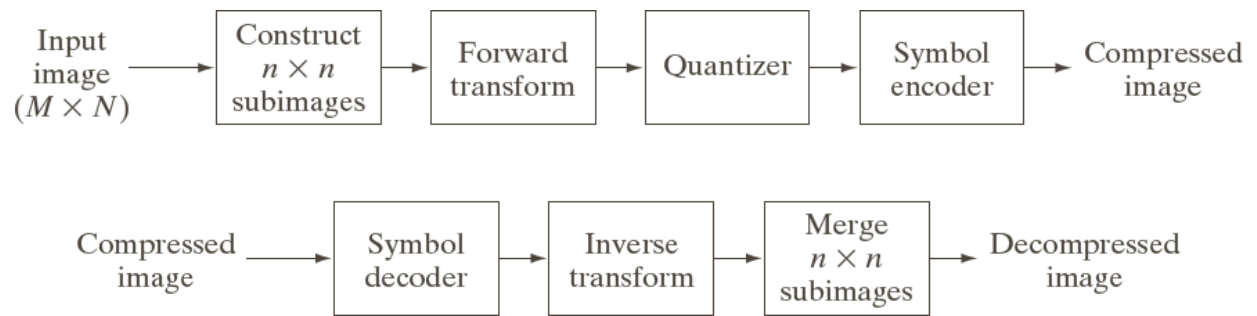 Input
image
(M × N)
Construct
n × n
subimages
Forward
transform
Quantizer
Symbol
encoder
Compressed
image
Compressed
image
Symbol
decoder
Inverse
transform
Merge
n × n
subimages
Decompressed
image